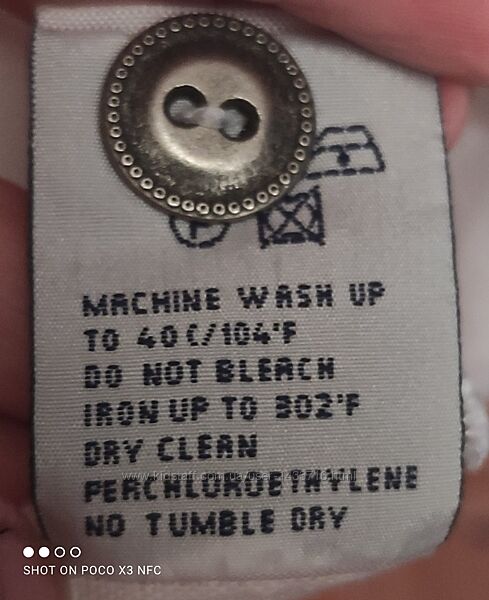 P
MACHINE WASH UP
TO 40C/104°F
DO NOT BLEACH
IRON UP TO 302°F
DRY CLEAN
PERCHLOROETHYLENE
NO TUMBLE DRY
SHOT ON POCO X3 NFC